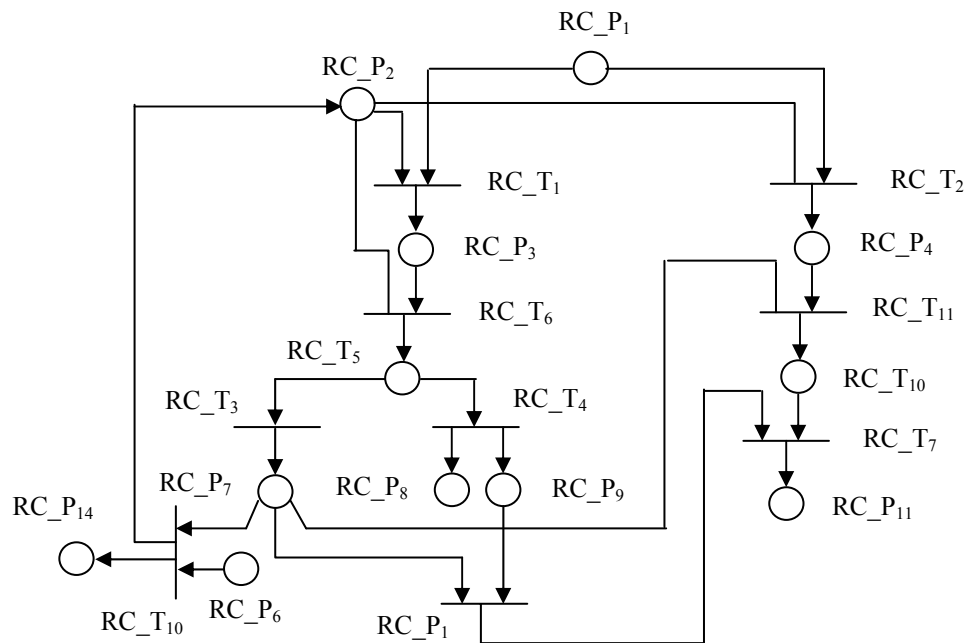 RC_P₁
RC_P₂
RC_T₁
RC_T₂
RC_P₃
RC_P₄
RC_T₆
RC_T₁₁
RC_T₅
RC_T₁₀
RC_T₃
RC_T₄
RC_T₇
RC_P₇
RC_P₈
RC_P₉
RC_P₁₄
RC_P₁₁
RC_T₁₀
RC_P₆
RC_P₁